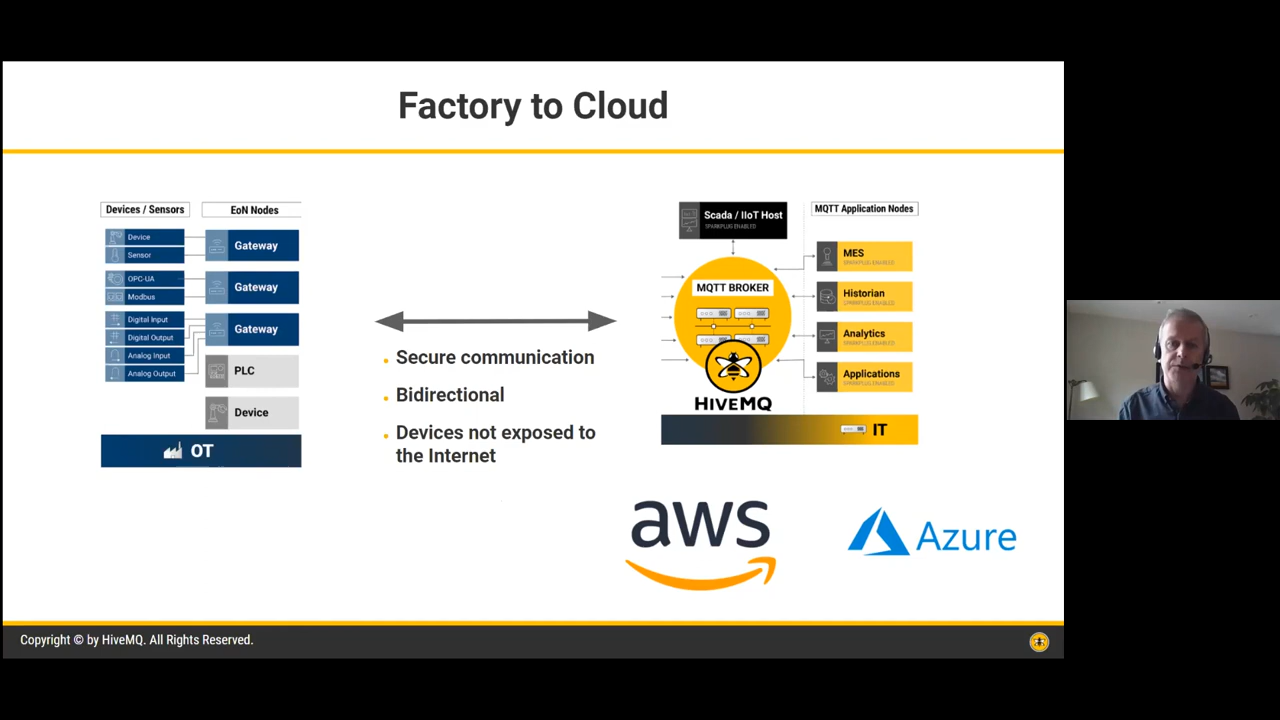 Factory to Cloud
Devices / Sensors
EoN Nodes
Device
Sensor
OPC-UA
Modbus
Digital Input
Digital Output
Analog Input
Analog Output
Gateway
Gateway
Gateway
PLC
Device
OT
Secure communication
Bidirectional
Devices not exposed to
the Internet
Scada / IIoT Host
SPARKPLUG ENABLED
MQTT Application Nodes
MQTT BROKER
HIVEMQ
MES
SPARKPLUG ENABLED
Historian
SPARKPLUG ENABLED
Analytics
SPARKPLUG ENABLED
Applications
SPARKPLUG ENABLED
IT
aws
Azure
Copyright © by HiveMQ. All Rights Reserved.